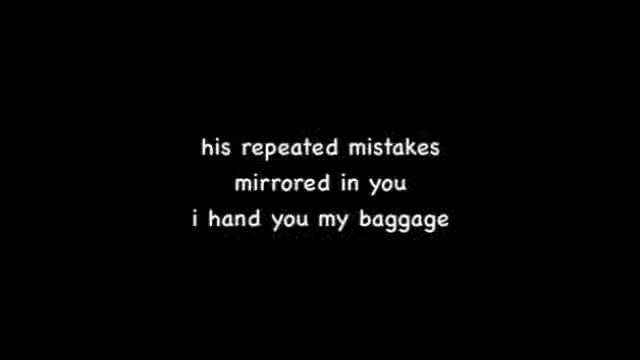 his repeated mistakes
mirrored in you
i hand you my baggage